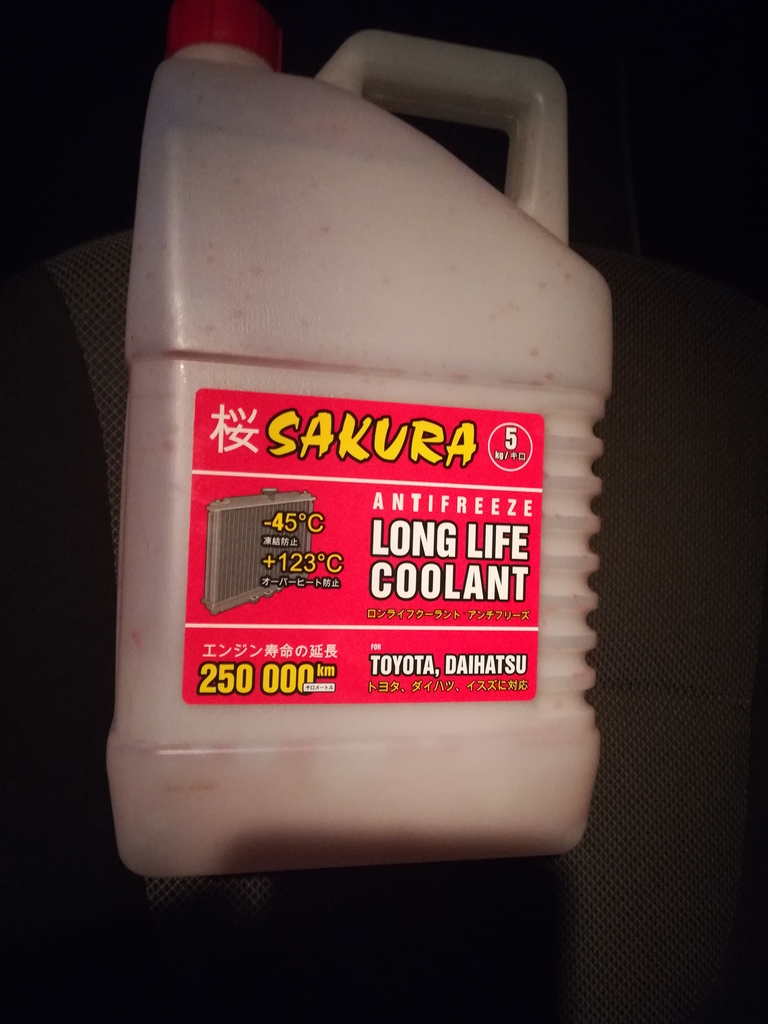 桜 SAKURA
5
kg/キロ
-45°C
凍結防止
+123°C
オーバーヒート防止
ANTIFREEZE
LONG LIFE
COOLANT
ロンライフクーラント・アンチフリーズ
エンジン寿命の延長
250 000 km
キロメートル
FOR
TOYOTA, DAIHATSU
トヨタ、ダイハツ、イスズに対応